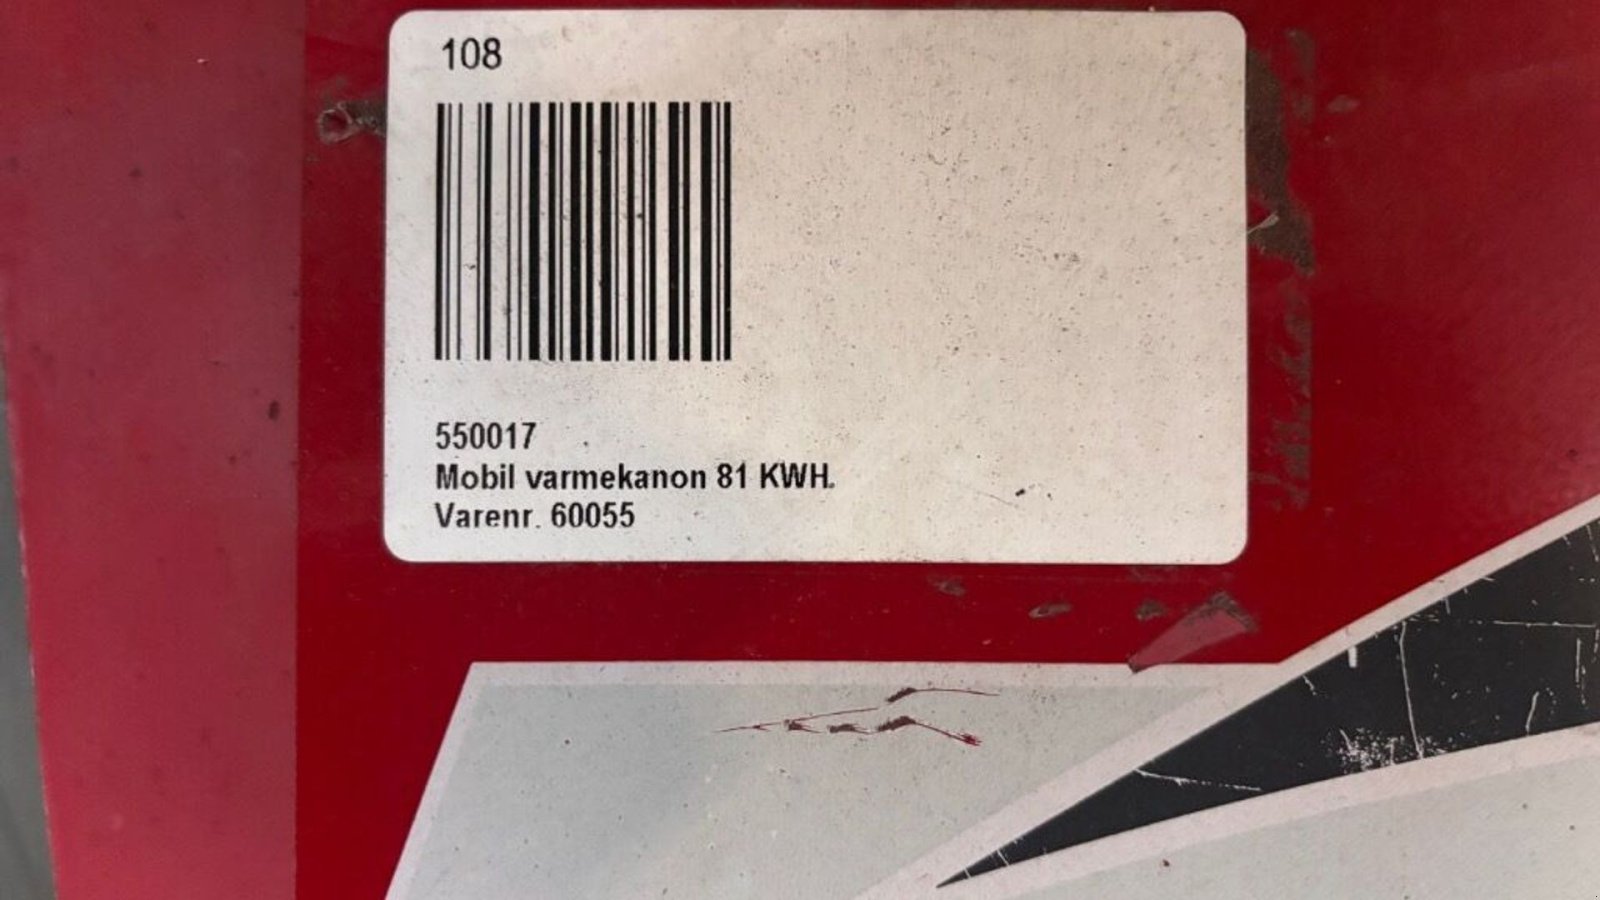 108
550017
Mobil varmekanon 81 KWH.
Varenr. 60055